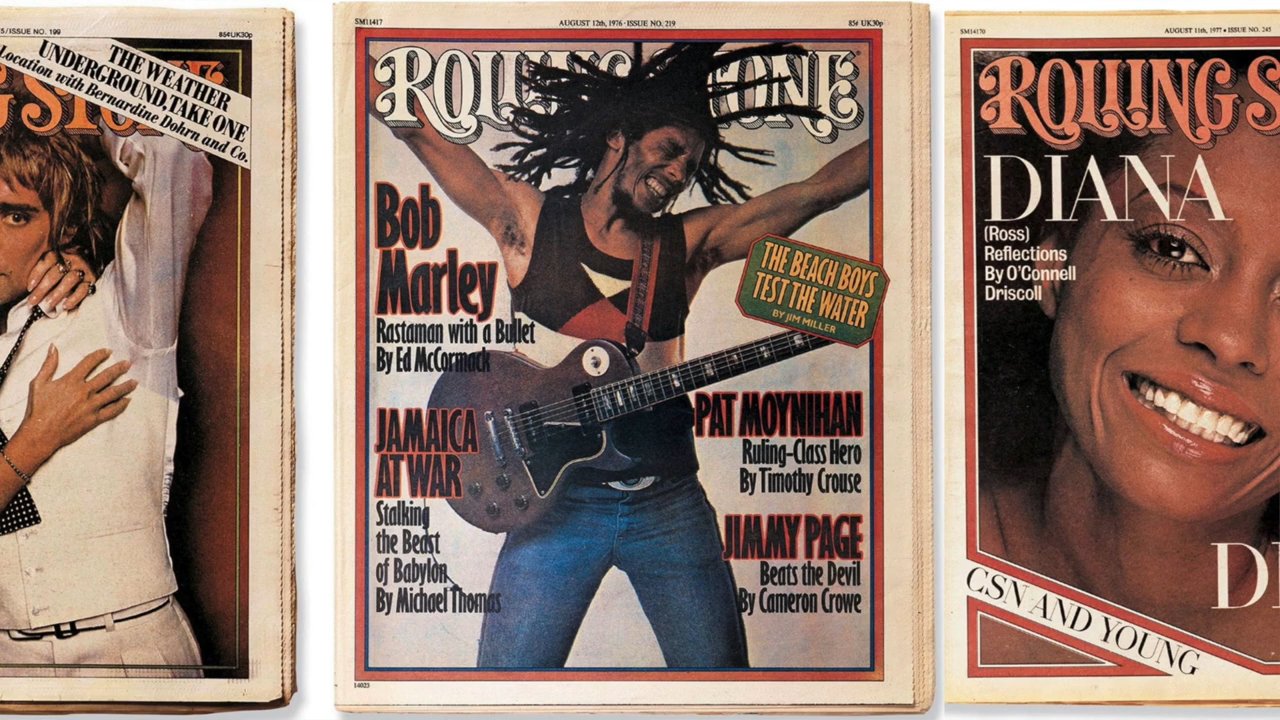 5/ISSUE NO. 199
85¢UK30p
THE WEATHER
UNDERGROUND,TAKE ONE
Location with Bernardine Dohrn and Co.
G STONE
SM11417
AUGUST 12th, 1976 · ISSUE NO. 219
85¢ UK30p
ROLLING STONE
Bob
Marley
Rastaman with a Bullet
By Ed McCormack
JAMAICA
AT WAR
Stalking
the Beast
of Babylon
By Michael Thomas
THE BEACH BOYS
TEST THE WATER
BY JIM MILLER
PAT MOYNIHAN
Ruling-Class Hero
By Timothy Crouse
JIMMY PAGE
Beats the Devil
By Cameron Crowe
14023
SM14170
AUGUST 11th, 1977 • ISSUE NO. 245
ROLLING S
DIANA
(Ross)
Reflections
By O'Connell
Driscoll
CSN AND YOUNG